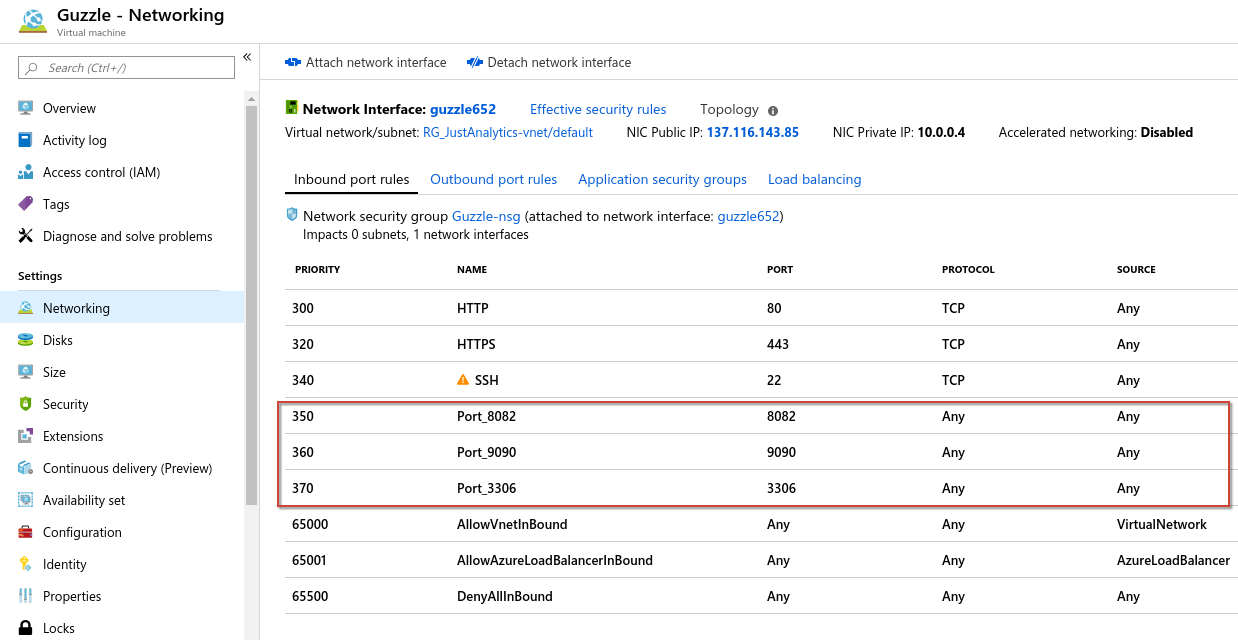 Guzzle - Networking
Virtual machine
Search (Ctrl+/)
«
Overview
Activity log
Access control (IAM)
Tags
Diagnose and solve problems
Settings
Networking
Disks
Size
Security
Extensions
Continuous delivery (Preview)
Availability set
Configuration
Identity
Properties
Locks
Attach network interface Detach network interface
Network Interface: guzzle652 Effective security rules Topology
Virtual network/subnet: RG_JustAnalytics-vnet/default NIC Public IP: 137.116.143.85 NIC Private IP: 10.0.0.4 Accelerated networking: Disabled
Inbound port rules Outbound port rules Application security groups Load balancing
Network security group Guzzle-nsg (attached to network interface: guzzle652)
Impacts 0 subnets, 1 network interfaces
PRIORITY NAME PORT PROTOCOL SOURCE
300 HTTP 80 TCP Any
320 HTTPS 443 TCP Any
340 SSH 22 TCP Any
350 Port_8082 8082 Any Any
360 Port_9090 9090 Any Any
370 Port_3306 3306 Any Any
65000 AllowVnetInBound Any Any VirtualNetwork
65001 AllowAzureLoadBalancerInBound Any Any AzureLoadBalancer
65500 DenyAllInBound Any Any Any